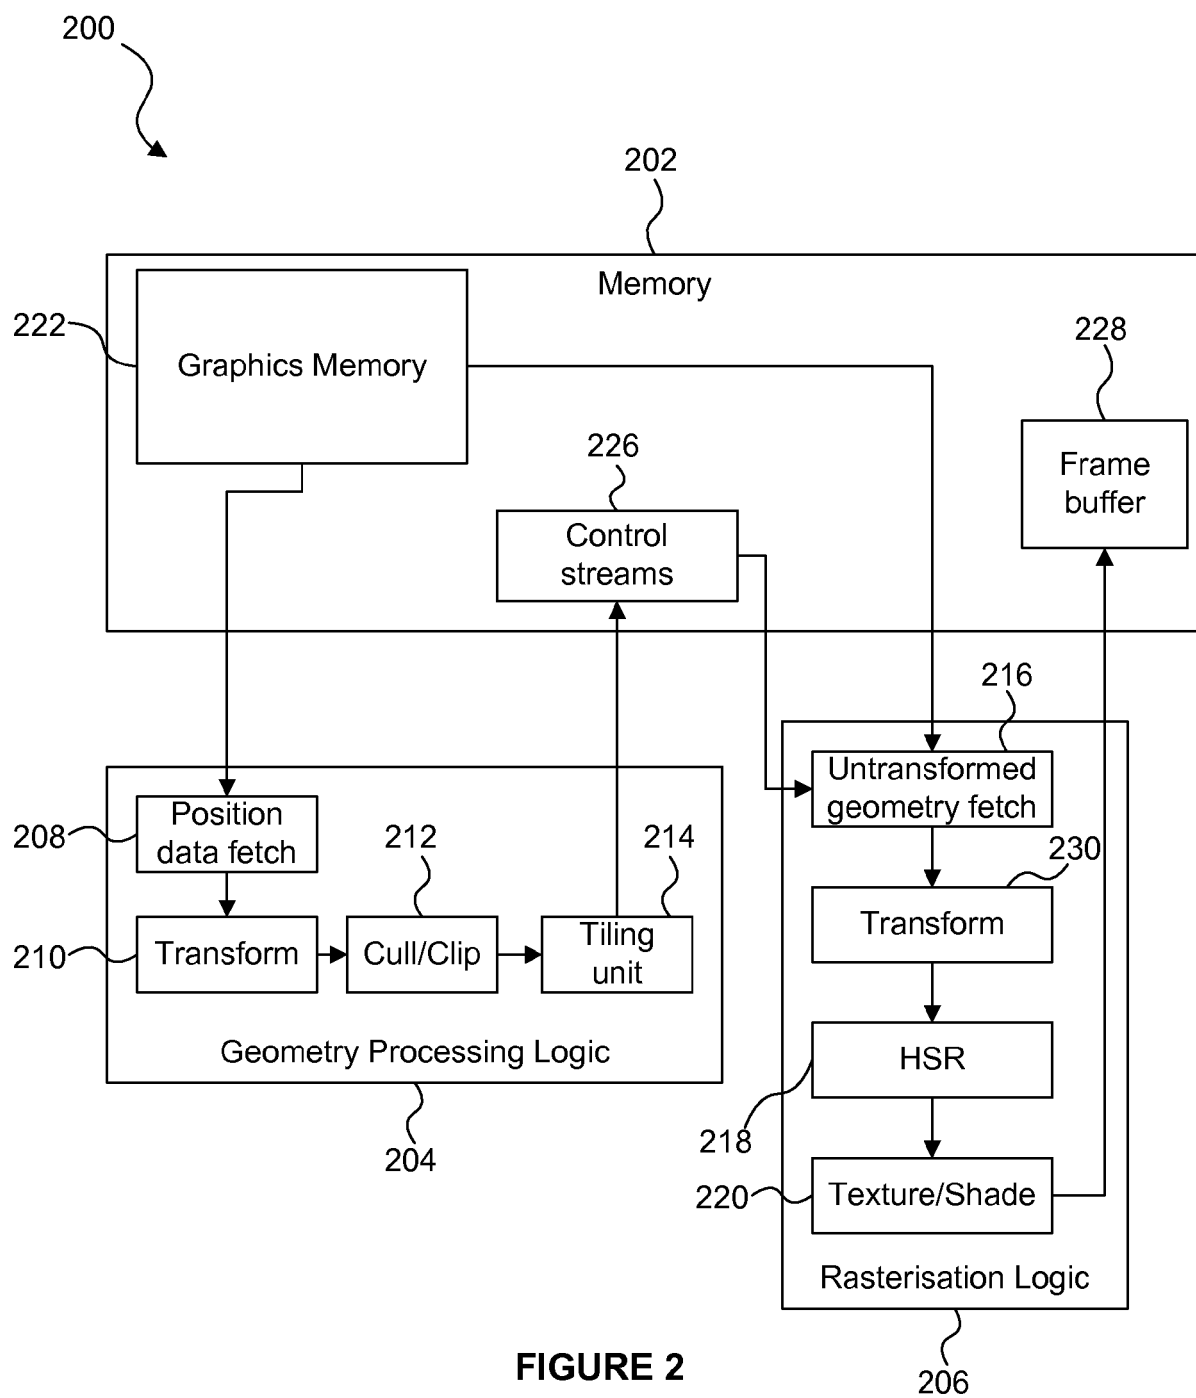 200
202
Memory
222
Graphics Memory
228
Frame
buffer
226
Control
streams
216
Untransformed
geometry fetch
208
Position
data fetch
212
214
230
210
Transform
Cull/Clip
Tiling
unit
Transform
Geometry Processing Logic
HSR
204
218
220
Texture/Shade
Rasterisation Logic
FIGURE 2
206